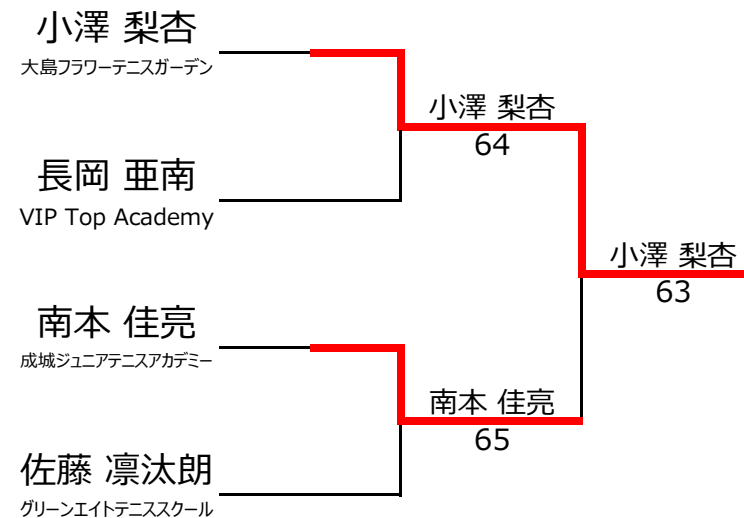 小澤 梨杏
大島フラワーテニスガーデン
小澤 梨杏
64
長岡 亜南
VIP Top Academy
小澤 梨杏
63
南本 佳亮
成城ジュニアテニスアカデミー
南本 佳亮
65
佐藤 凛汰朗
グリーンエイトテニススクール